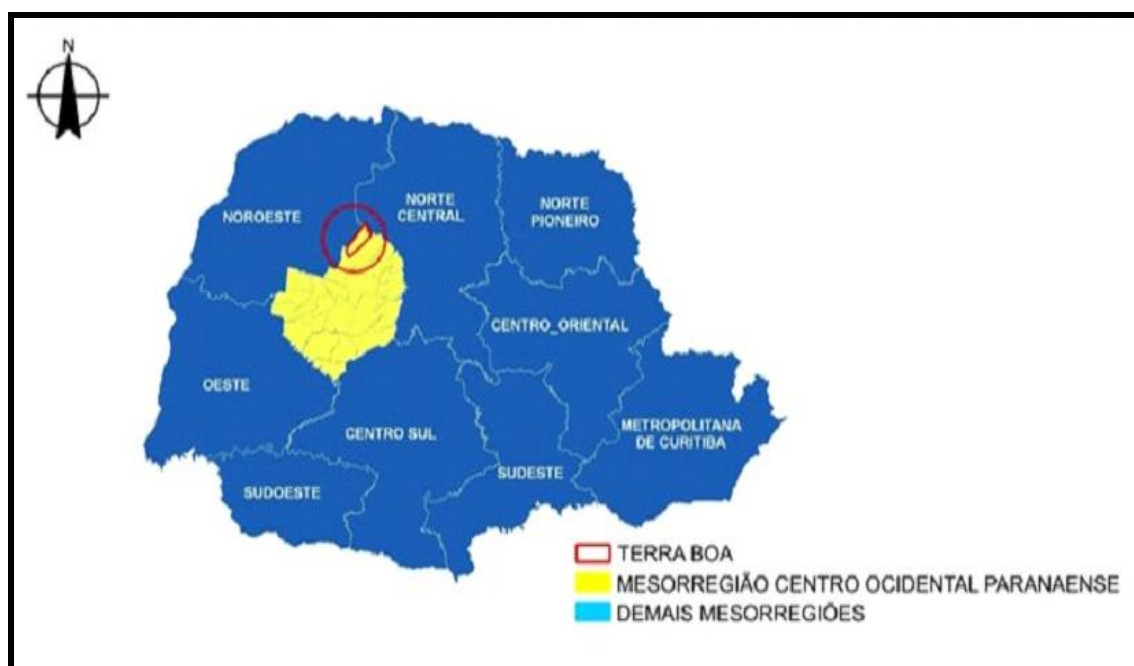 N
NOROESTE
NORTE
CENTRAL
NORTE
PIONEIRO
CENTRO_ORIENTAL
OESTE
CENTRO SUL
METROPOLITANA
DE CURITIBA
SUDOESTE
SUDESTE
TERRA BOA
MESORREGIÃO CENTRO OCIDENTAL PARANAENSE
DEMAIS MESORREGIÕES